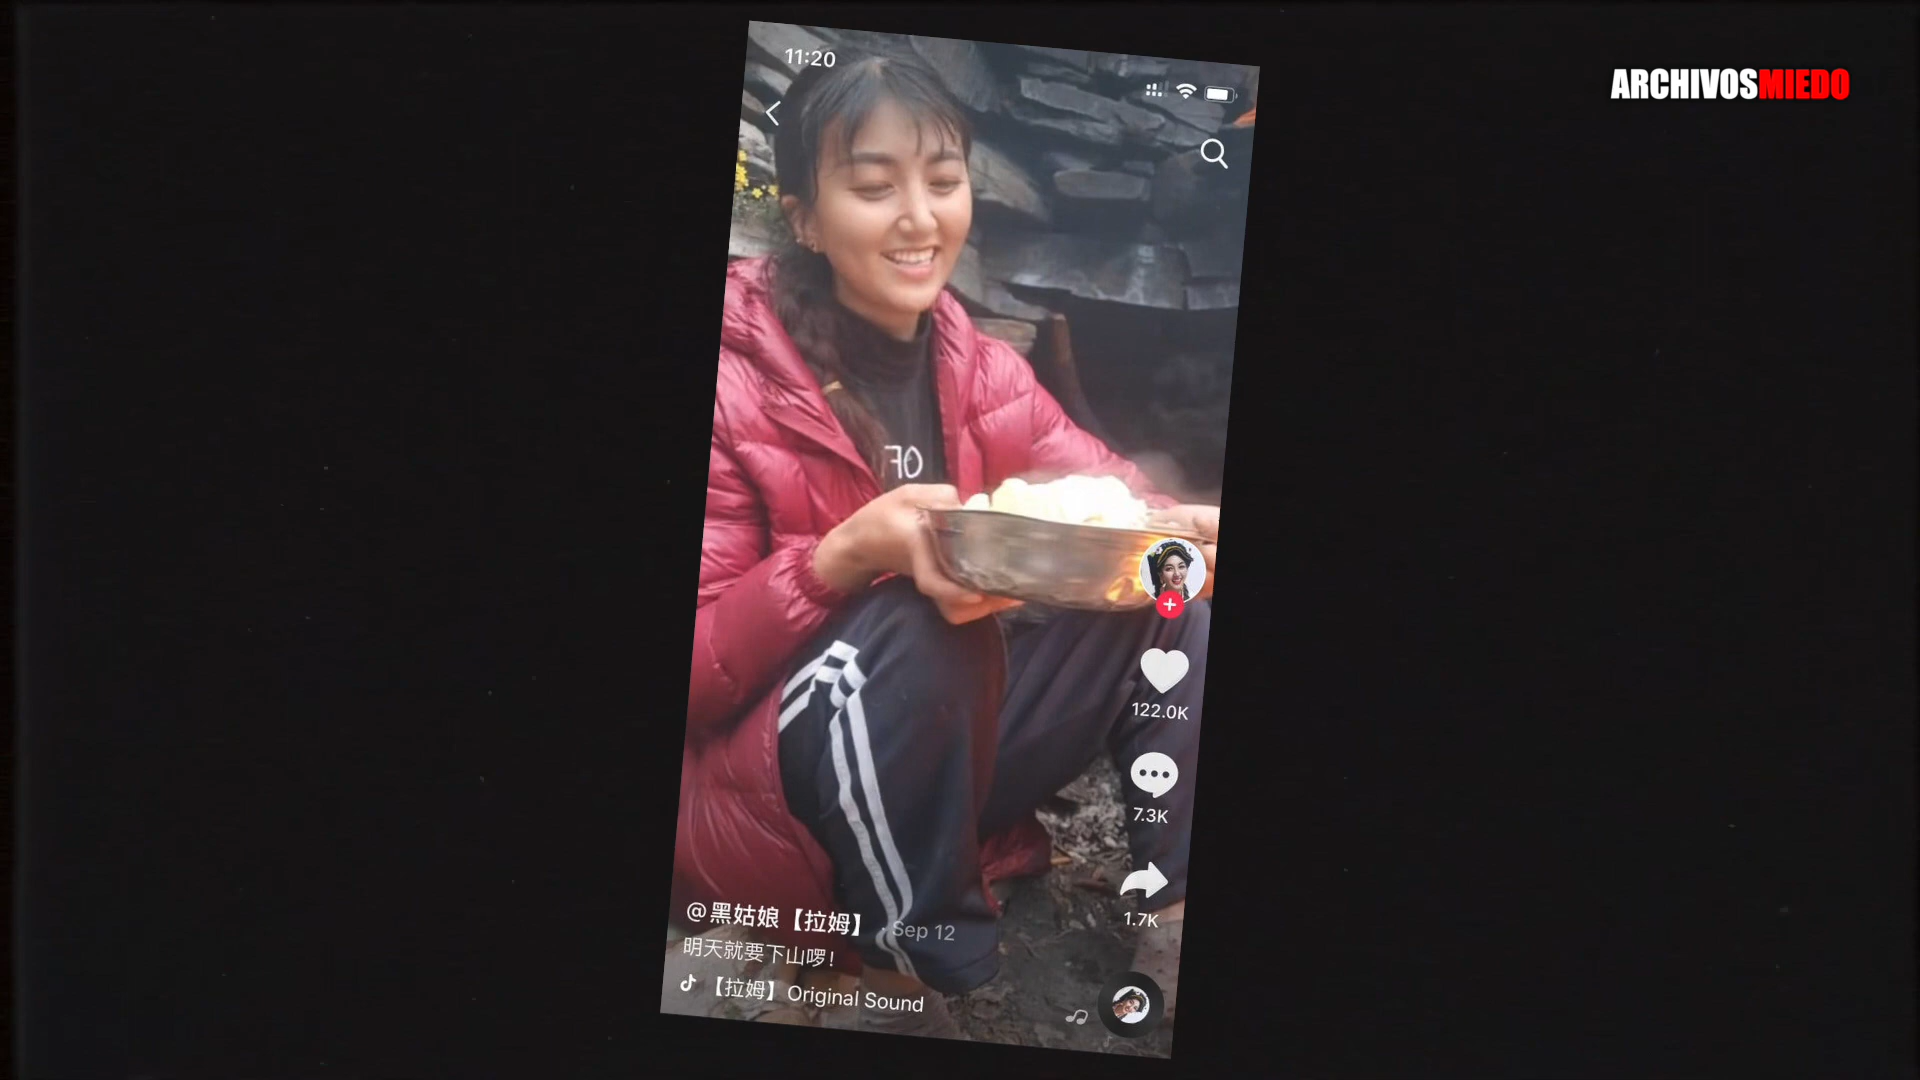 ARCHIVOSMIEDO
11:20
OF
122.0K
7.3K
1.7K
@黑姑娘【拉姆】 · Sep 12
明天就要下山啰！
【拉姆】Original Sound